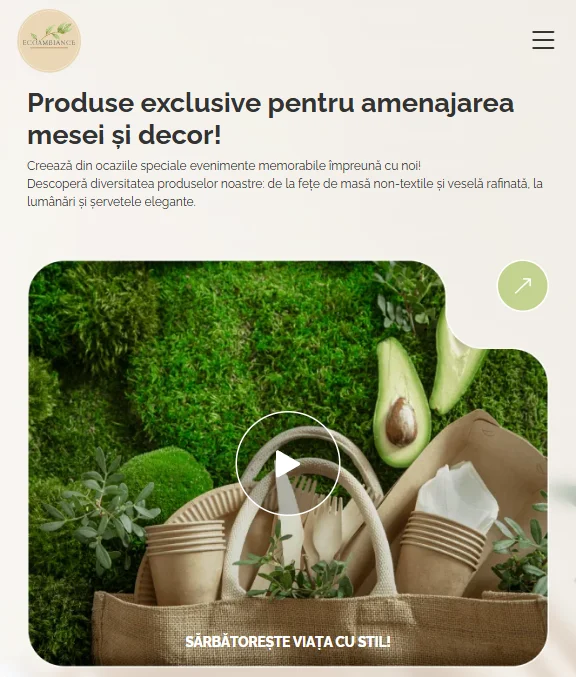 ECOAMBIANCE
Produse exclusive pentru amenajarea
mesei și decor!
Creează din ocaziile speciale evenimente memorabile împreună cu noi!
Descoperă diversitatea produselor noastre: de la fețe de masă non-textile și veselă rafinată, la
lumânări și șervetele elegante.
SĂRBĂTOREȘTE VIAȚA CU STIL!